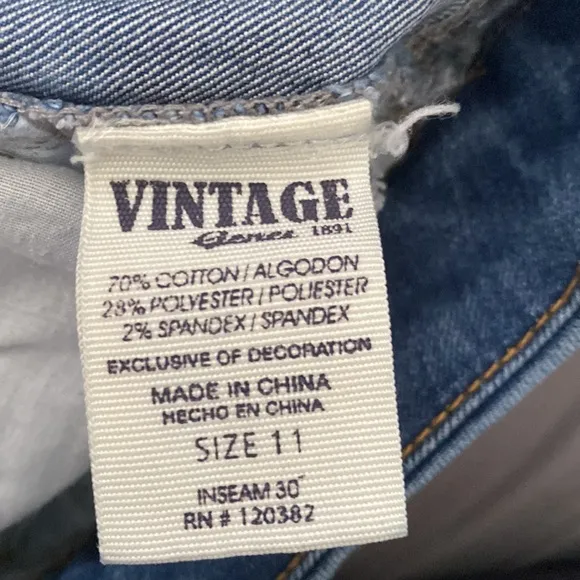 VINTAGE
Genes 1891
70% COTTON / ALGODON
28% POLYESTER / POLIESTER
2% SPANDEX / SPANDEX
EXCLUSIVE OF DECORATION
MADE IN CHINA
HECHO EN CHINA
SIZE 11
INSEAM 30"
RN # 120382